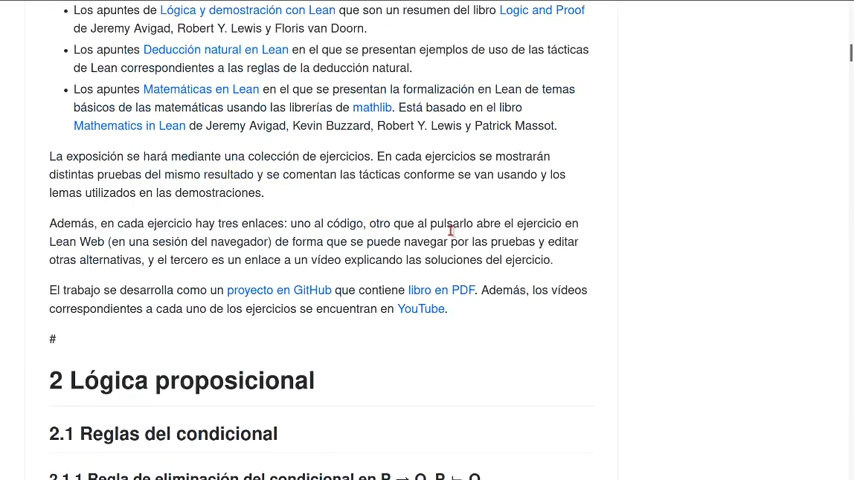 • Los apuntes de Lógica y demostración con Lean que son un resumen del libro Logic and Proof
de Jeremy Avigad, Robert Y. Lewis y Floris van Doorn.
• Los apuntes Deducción natural en Lean en el que se presentan ejemplos de uso de las tácticas
de Lean correspondientes a las reglas de la deducción natural.
• Los apuntes Matemáticas en Lean en el que se presentan la formalización en Lean de temas
básicos de las matemáticas usando las librerías de mathlib. Está basado en el libro
Mathematics in Lean de Jeremy Avigad, Kevin Buzzard, Robert Y. Lewis y Patrick Massot.
La exposición se hará mediante una colección de ejercicios. En cada ejercicios se mostrarán
distintas pruebas del mismo resultado y se comentan las tácticas conforme se van usando y los
lemas utilizados en las demostraciones.
Además, en cada ejercicio hay tres enlaces: uno al código, otro que al pulsarlo abre el ejercicio en
Lean Web (en una sesión del navegador) de forma que se puede navegar por las pruebas y editar
otras alternativas, y el tercero es un enlace a un vídeo explicando las soluciones del ejercicio.
El trabajo se desarrolla como un proyecto en GitHub que contiene libro en PDF. Además, los vídeos
correspondientes a cada uno de los ejercicios se encuentran en YouTube.
#
2 Lógica proposicional
2.1 Reglas del condicional
2.1.1 Regla de eliminación del condicional en P → Q, P ⊢ Q